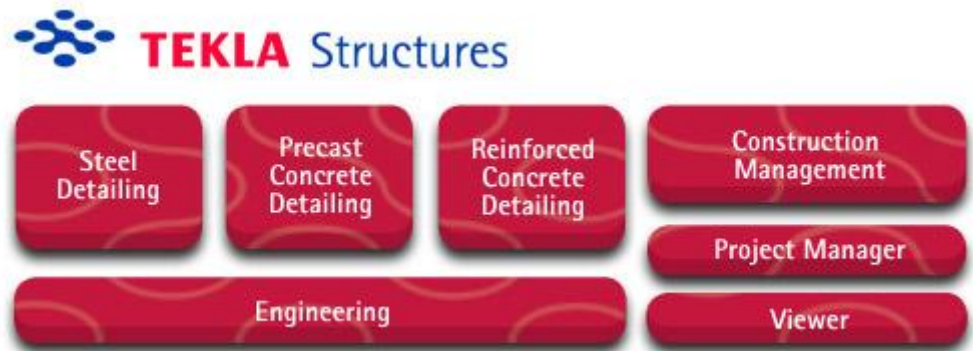 TEKLA Structures
Steel
Detailing
Precast
Concrete
Detailing
Reinforced
Concrete
Detailing
Construction
Management
Project Manager
Engineering
Viewer